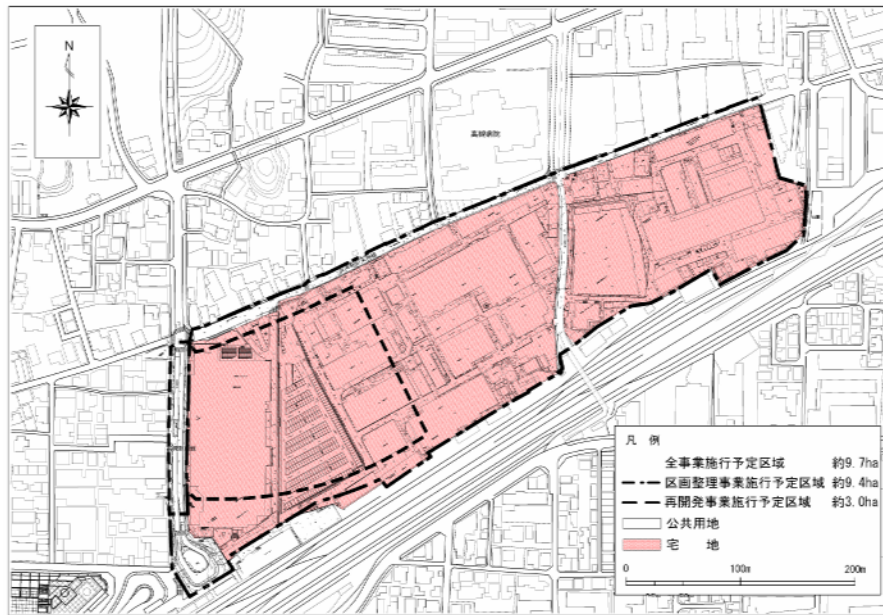 N
高槻病院
凡 例
全事業施行予定区域 約9.7ha
区画整理事業施行予定区域 約9.4ha
再開発事業施行予定区域 約3.0ha
公共用地
宅 地
0 100m 200m